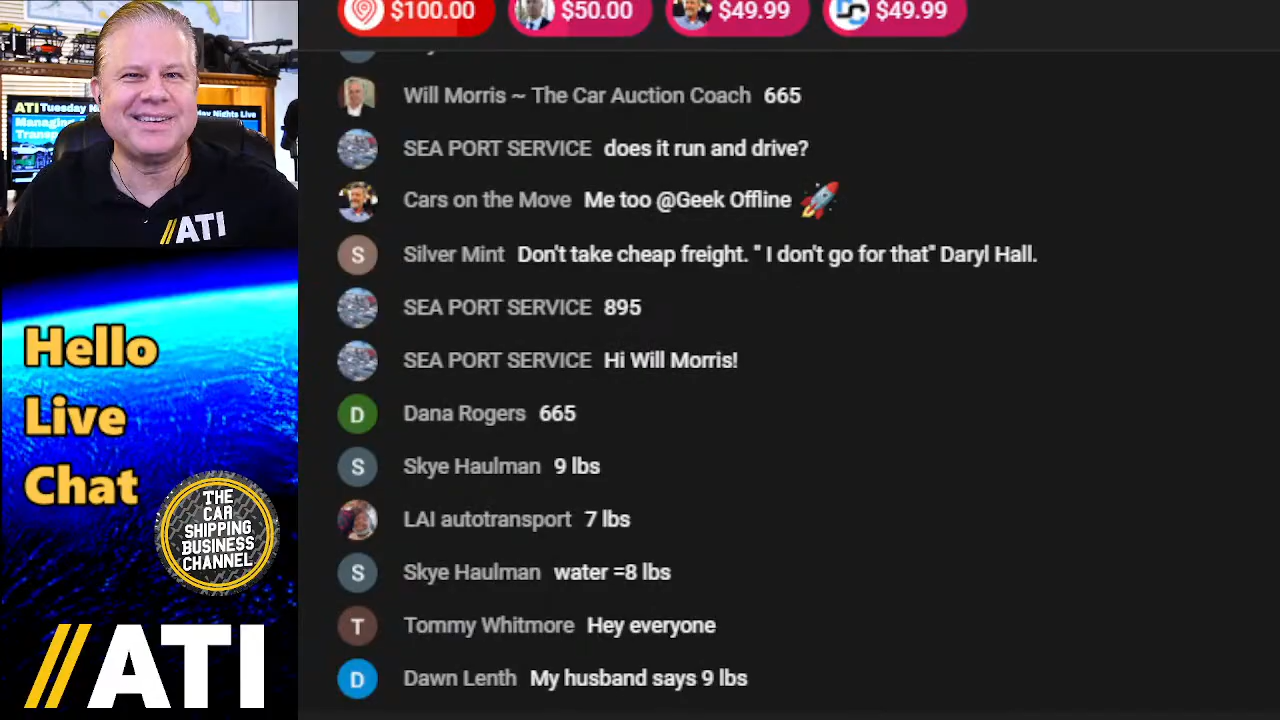 $100.00 $50.00 $49.99 $49.99
Will Morris ~ The Car Auction Coach 665
SEA PORT SERVICE does it run and drive?
Cars on the Move Me too @Geek Offline 🚀
S Silver Mint Don't take cheap freight. " I don't go for that" Daryl Hall.
SEA PORT SERVICE 895
SEA PORT SERVICE Hi Will Morris!
D Dana Rogers 665
S Skye Haulman 9 lbs
LAI autotransport 7 lbs
S Skye Haulman water =8 lbs
T Tommy Whitmore Hey everyone
D Dawn Lenth My husband says 9 lbs
ATI Tuesday
Nights Live
//ATI
Hello
Live
Chat
THE
CAR
SHIPPING
BUSINESS
CHANNEL
//ATI